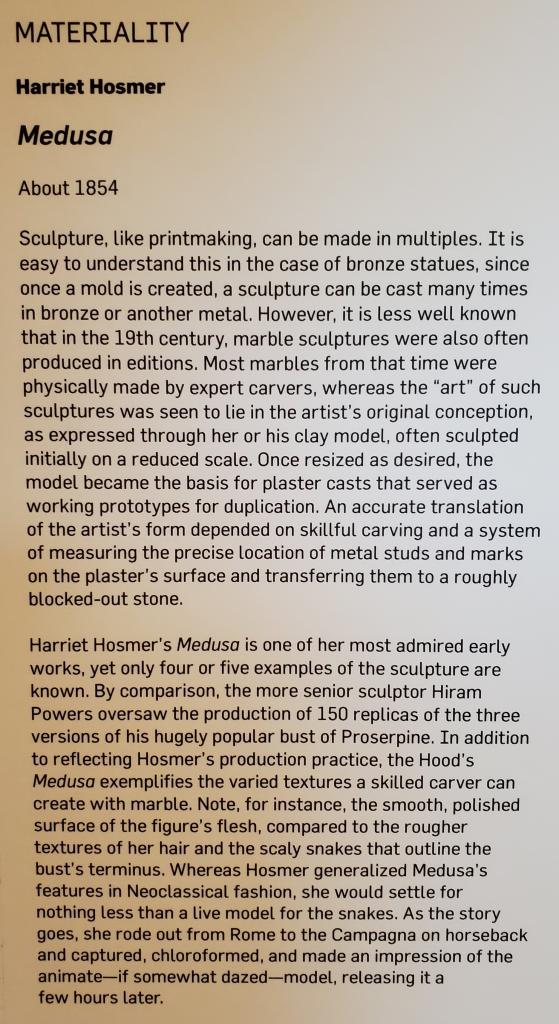 MATERIALITY
Harriet Hosmer
Medusa
About 1854
Sculpture, like printmaking, can be made in multiples. It is
easy to understand this in the case of bronze statues, since
once a mold is created, a sculpture can be cast many times
in bronze or another metal. However, it is less well known
that in the 19th century, marble sculptures were also often
produced in editions. Most marbles from that time were
physically made by expert carvers, whereas the “art” of such
sculptures was seen to lie in the artist’s original conception,
as expressed through her or his clay model, often sculpted
initially on a reduced scale. Once resized as desired, the
model became the basis for plaster casts that served as
working prototypes for duplication. An accurate translation
of the artist’s form depended on skillful carving and a system
of measuring the precise location of metal studs and marks
on the plaster’s surface and transferring them to a roughly
blocked-out stone.
Harriet Hosmer’s Medusa is one of her most admired early
works, yet only four or five examples of the sculpture are
known. By comparison, the more senior sculptor Hiram
Powers oversaw the production of 150 replicas of the three
versions of his hugely popular bust of Proserpine. In addition
to reflecting Hosmer’s production practice, the Hood’s
Medusa exemplifies the varied textures a skilled carver can
create with marble. Note, for instance, the smooth, polished
surface of the figure’s flesh, compared to the rougher
textures of her hair and the scaly snakes that outline the
bust’s terminus. Whereas Hosmer generalized Medusa’s
features in Neoclassical fashion, she would settle for
nothing less than a live model for the snakes. As the story
goes, she rode out from Rome to the Campagna on horseback
and captured, chloroformed, and made an impression of the
animate—if somewhat dazed—model, releasing it a
few hours later.